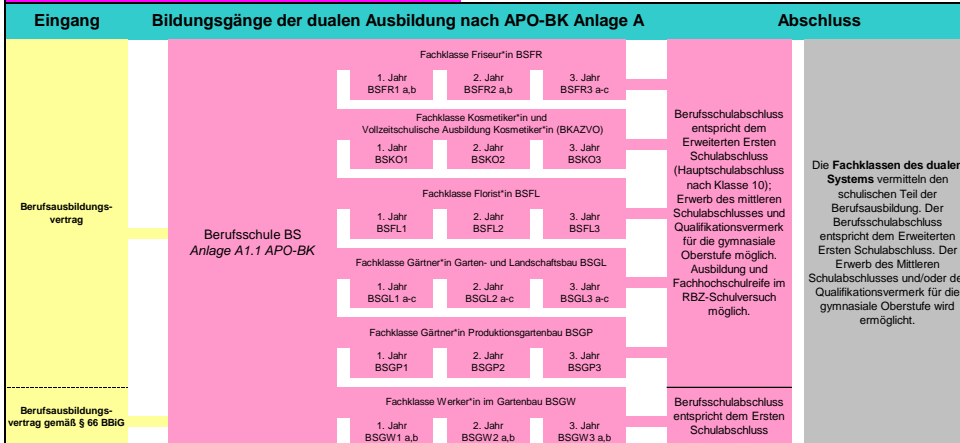 Eingang
Bildungsgänge der dualen Ausbildung nach APO-BK Anlage A
Abschluss
Berufsausbildungs-
vertrag
Berufsschule BS
Anlage A1.1 APO-BK
Fachklasse Friseur*in BSFR
1. Jahr
BSFR1 a,b
2. Jahr
BSFR2 a,b
3. Jahr
BSFR3 a-c
Fachklasse Kosmetiker*in und
Vollzeitschulische Ausbildung Kosmetiker*in (BKAZVO)
1. Jahr
BSKO1
2. Jahr
BSKO2
3. Jahr
BSKO3
Fachklasse Florist*in BSFL
1. Jahr
BSFL1
2. Jahr
BSFL2
3. Jahr
BSFL3
Fachklasse Gärtner*in Garten- und Landschaftsbau BSGL
1. Jahr
BSGL1 a-c
2. Jahr
BSGL2 a-c
3. Jahr
BSGL3 a-c
Fachklasse Gärtner*in Produktionsgartenbau BSGP
1. Jahr
BSGP1
2. Jahr
BSGP2
3. Jahr
BSGP3
Berufsschulabschluss
entspricht dem
Erweiterten Ersten
Schulabschluss
(Hauptschulabschluss
nach Klasse 10);
Erwerb des mittleren
Schulabschlusses und
Qualifikationsvermerk
für die gymnasiale
Oberstufe möglich.
Ausbildung und
Fachhochschulreife im
RBZ-Schulversuch
möglich.
Die Fachklassen des dualen
Systems vermitteln den
schulischen Teil der
Berufsausbildung. Der
Berufsschulabschluss
entspricht dem Erweiterten
Ersten Schulabschluss. Der
Erwerb des Mittleren
Schulabschlusses und/oder de
Qualifikationsvermerk für die
gymnasiale Oberstufe wird
ermöglicht.
Berufsausbildungs-
vertrag gemäß § 66 BBiG
Fachklasse Werker*in im Gartenbau BSGW
1. Jahr
BSGW1 a,b
2. Jahr
BSGW2 a,b
3. Jahr
BSGW3 a,b
Berufsschulabschluss
entspricht dem Ersten
Schulabschluss